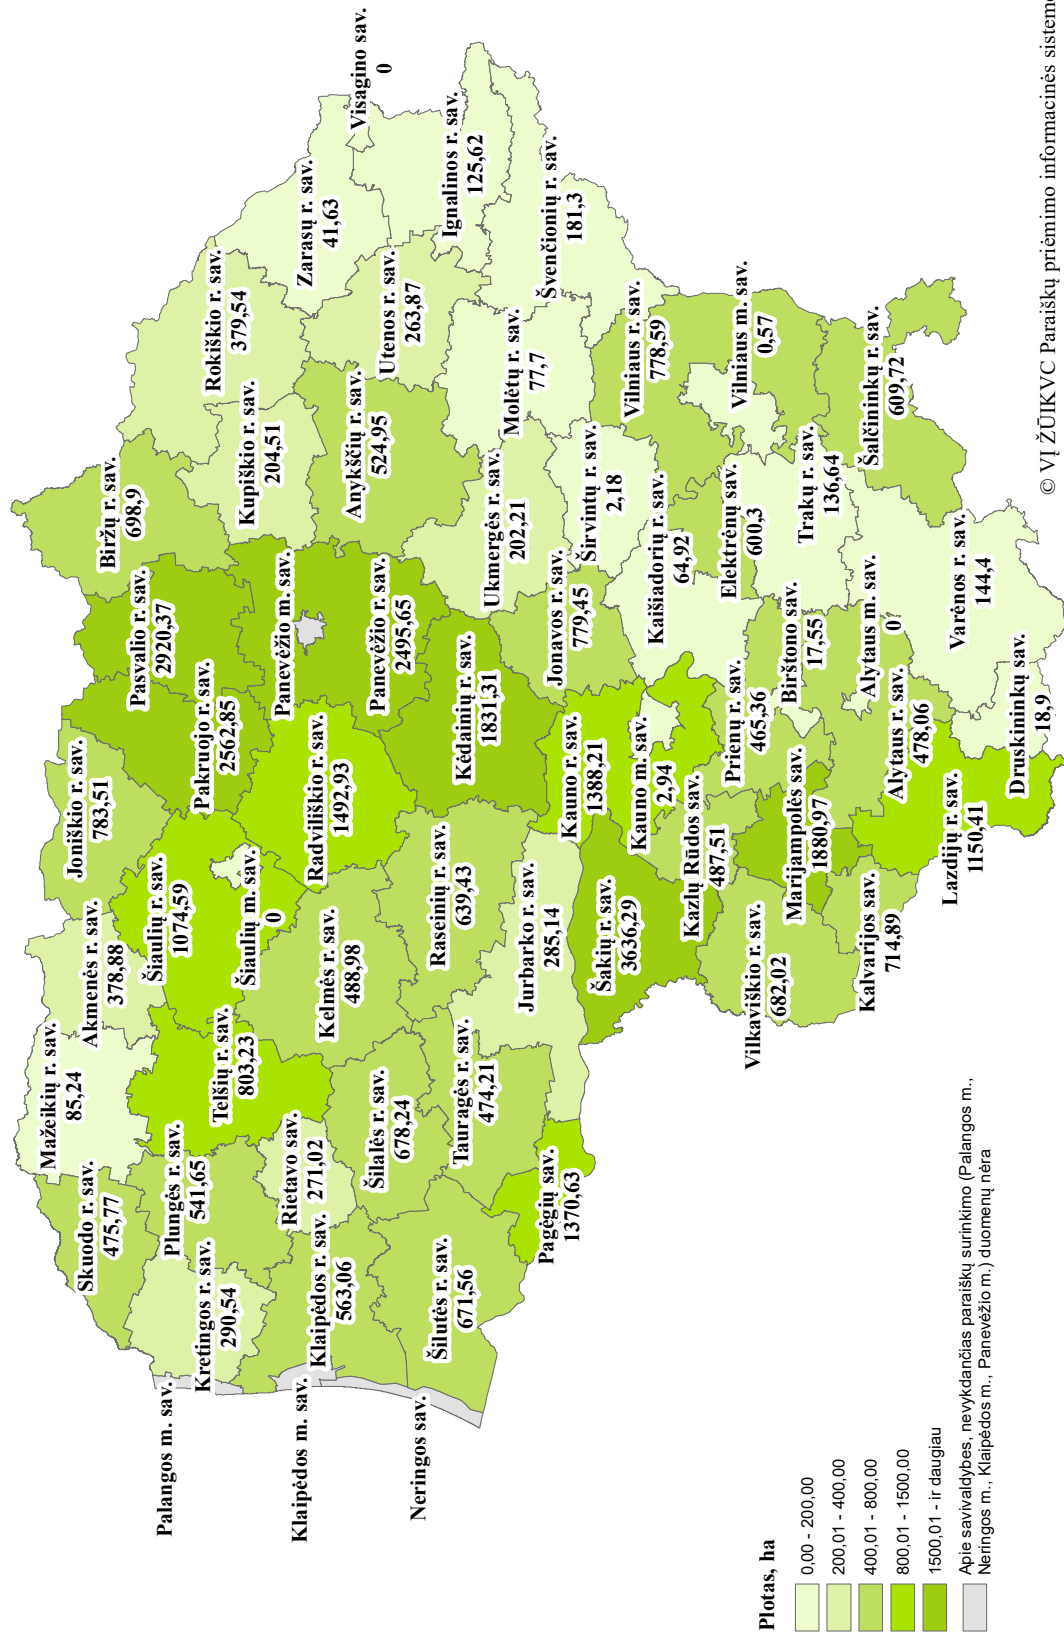 Skuodo r. sav.
475,77
Mažeikių r. sav.
85,24
Akmenės r. sav.
378,88
Joniškio r. sav.
783,51
Pasvalio r. sav.
2920,37
Biržų r. sav.
698,9
Rokiškio r. sav.
379,54
Zarasų r. sav.
41,63
Visagino sav.
0
Palangos m. sav.
Kretingos r. sav.
290,54
Plungės r. sav.
541,65
Telšių r. sav.
803,23
Šiaulių r. sav.
1074,59
Šiaulių m. sav.
0
Pakruojo r. sav.
2562,85
Panevėžio m. sav.
Kupiškio r. sav.
204,51
Utenos r. sav.
263,87
Ignalinos r. sav.
125,62
Klaipėdos m. sav.
Klaipėdos r. sav.
563,06
Rietavo sav.
271,02
Kelmės r. sav.
488,98
Radviliškio r. sav.
1492,93
Panevėžio r. sav.
2495,65
Anykščių r. sav.
524,95
Neringos sav.
Šilutės r. sav.
671,56
Šilalės r. sav.
678,24
Tauragės r. sav.
474,21
Raseinių r. sav.
639,43
Kėdainių r. sav.
1831,31
Ukmergės r. sav.
202,21
Molėtų r. sav.
77,7
Švenčionių r. sav.
181,3
Pagėgių sav.
1370,63
Jurbarko r. sav.
285,14
Kauno r. sav.
1388,21
Jonavos r. sav.
779,45
Širvintų r. sav.
2,18
Vilniaus r. sav.
778,59
Šakių r. sav.
3636,29
Kauno m. sav.
2,94
Kaišiadorių r. sav.
64,92
Vilniaus m. sav.
0,57
Kazlų Rūdos sav.
487,51
Prienų r. sav.
465,36
Elektrėnų sav.
600,3
Vilkaviškio r. sav.
682,02
Marijampolės sav.
1880,97
Birštono sav.
17,55
Trakų r. sav.
136,64
Šalčininkų r. sav.
609,72
Kalvarijos sav.
714,89
Alytaus r. sav.
478,06
Alytaus m. sav.
0
Lazdijų r. sav.
1150,41
Varėnos r. sav.
144,4
Druskininkų sav.
18,9
Plotas, ha
0,00 - 200,00
200,01 - 400,00
400,01 - 800,00
800,01 - 1500,00
1500,01 - ir daugiau
Apie savivaldybes, nevykdančias paraiškų surinkimo (Palangos m.,
Neringos m., Klaipėdos m., Panevėžio m.) duomenų nėra
© VĮ ŽŪIKVC Paraiškų priėmimo informacinės